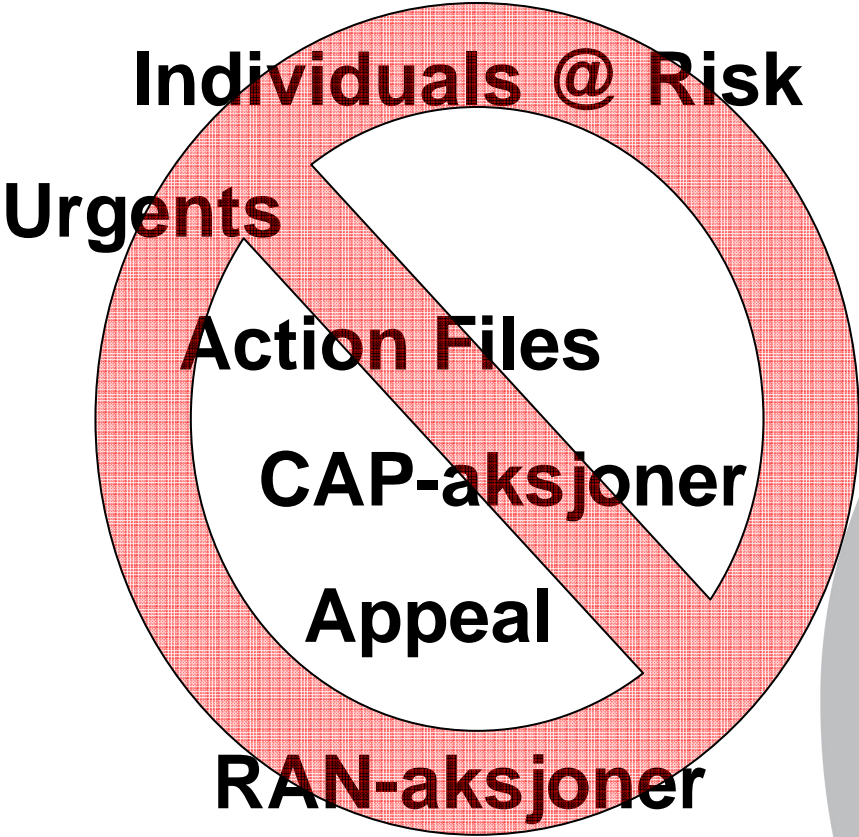 Individuals @ Risk
Urgents
Action Files
CAP-aksjoner
Appeal
RAN-aksjoner